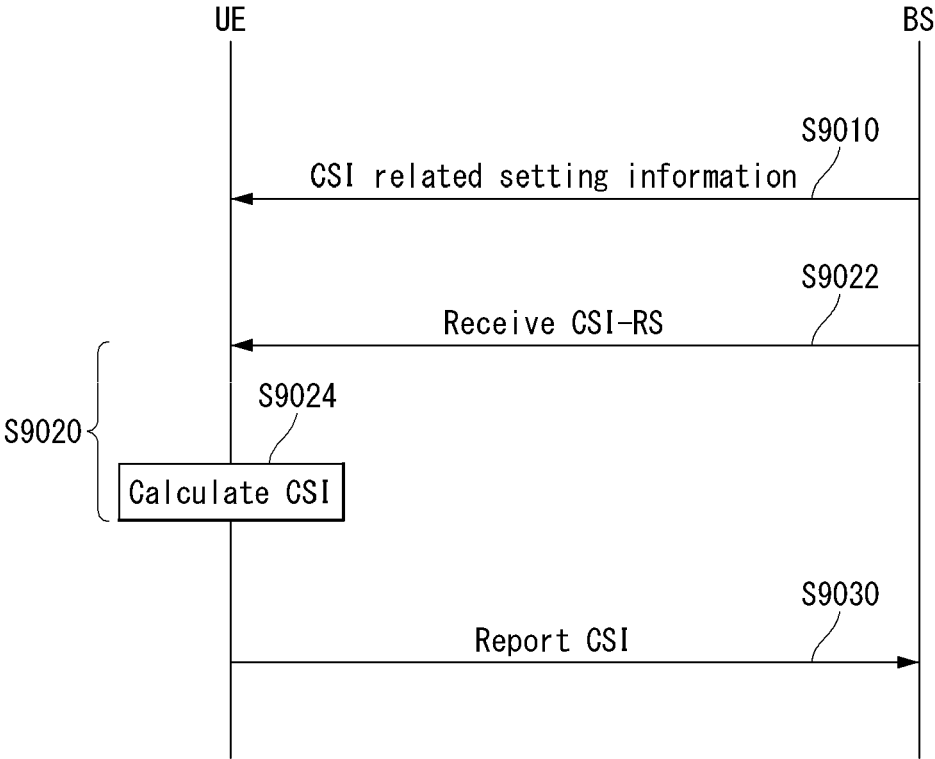 UE
BS
S9010
CSI related setting information
S9022
Receive CSI-RS
S9024
S9020
Calculate CSI
S9030
Report CSI